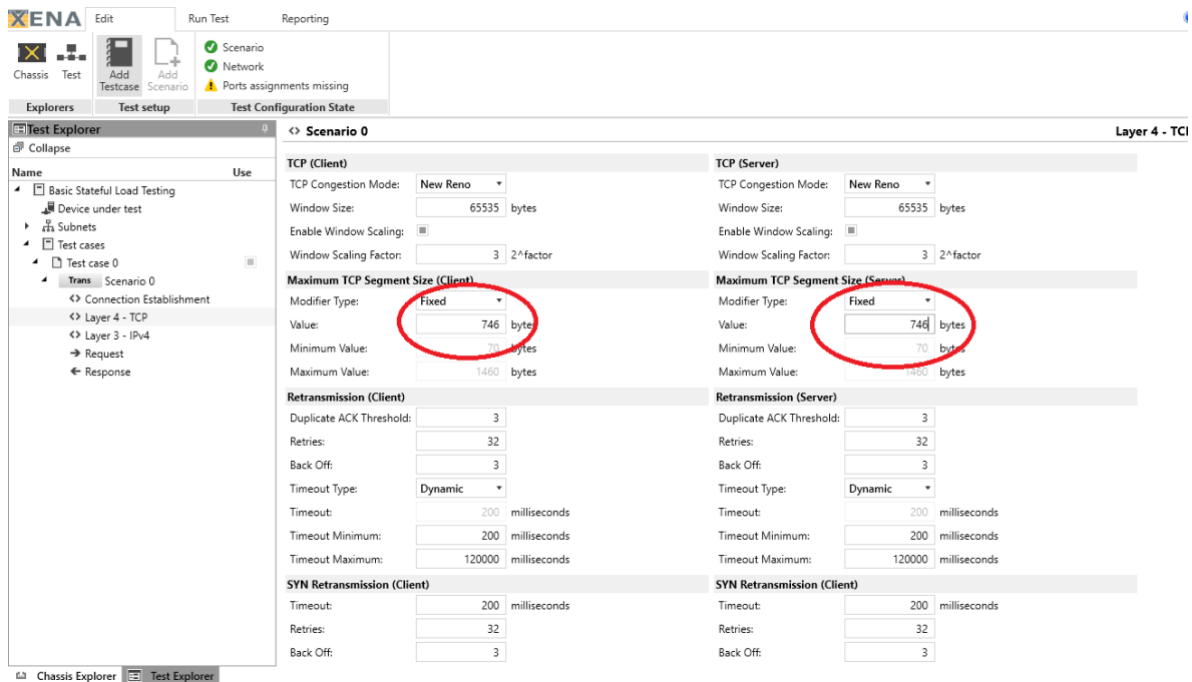 XENA Edit Run Test Reporting
Chassis Test Add Testcase Add Scenario
Scenario
Network
Ports assignments missing
Explorers Test setup Test Configuration State
Test Explorer
Collapse
Name Use
Basic Stateful Load Testing
Device under test
Subnets
Test cases
Test case 0
Trans Scenario 0
<> Connection Establishment
<> Layer 4 - TCP
<> Layer 3 - IPv4
Request
Response
<> Scenario 0 Layer 4 - TCP
TCP (Client)
TCP Congestion Mode: New Reno
Window Size: 65535 bytes
Enable Window Scaling:
Window Scaling Factor: 3 2^factor
Maximum TCP Segment Size (Client)
Modifier Type: Fixed
Value: 746 bytes
Minimum Value: 70 bytes
Maximum Value: 1460 bytes
Retransmission (Client)
Duplicate ACK Threshold: 3
Retries: 32
Back Off: 3
Timeout Type: Dynamic
Timeout: 200 milliseconds
Timeout Minimum: 200 milliseconds
Timeout Maximum: 120000 milliseconds
SYN Retransmission (Client)
Timeout: 200 milliseconds
Retries: 32
Back Off: 3
TCP (Server)
TCP Congestion Mode: New Reno
Window Size: 65535 bytes
Enable Window Scaling:
Window Scaling Factor: 3 2^factor
Maximum TCP Segment Size (Server)
Modifier Type: Fixed
Value: 746 bytes
Minimum Value: 70 bytes
Maximum Value: 1460 bytes
Retransmission (Server)
Duplicate ACK Threshold: 3
Retries: 32
Back Off: 3
Timeout Type: Dynamic
Timeout: 200 milliseconds
Timeout Minimum: 200 milliseconds
Timeout Maximum: 120000 milliseconds
SYN Retransmission (Client)
Timeout: 200 milliseconds
Retries: 32
Back Off: 3
Chassis Explorer Test Explorer